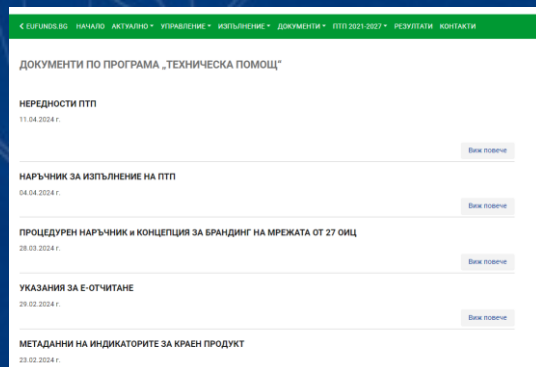 < EUFUNDS.BG НАЧАЛО АКТУАЛНО УПРАВЛЕНИЕ ИЗПЪЛНЕНИЕ ДОКУМЕНТИ ПТП 2021-2027 РЕЗУЛТАТИ КОНТАКТИ
ДОКУМЕНТИ ПО ПРОГРАМА „ТЕХНИЧЕСКА ПОМОЩ“
НЕРЕДНОСТИ ПТП
11.04.2024 г.
Виж повече
НАРЪЧНИК ЗА ИЗПЪЛНЕНИЕ НА ПТП
04.04.2024 г.
Виж повече
ПРОЦЕДУРЕН НАРЪЧНИК и КОНЦЕПЦИЯ ЗА БРАНДИНГ НА МРЕЖАТА ОТ 27 ОИЦ
28.03.2024 г.
Виж повече
УКАЗАНИЯ ЗА Е-ОТЧИТАНЕ
29.02.2024 г.
Виж повече
МЕТАДАННИ НА ИНДИКАТОРИТЕ ЗА КРАЕН ПРОДУКТ
23.02.2024 г.